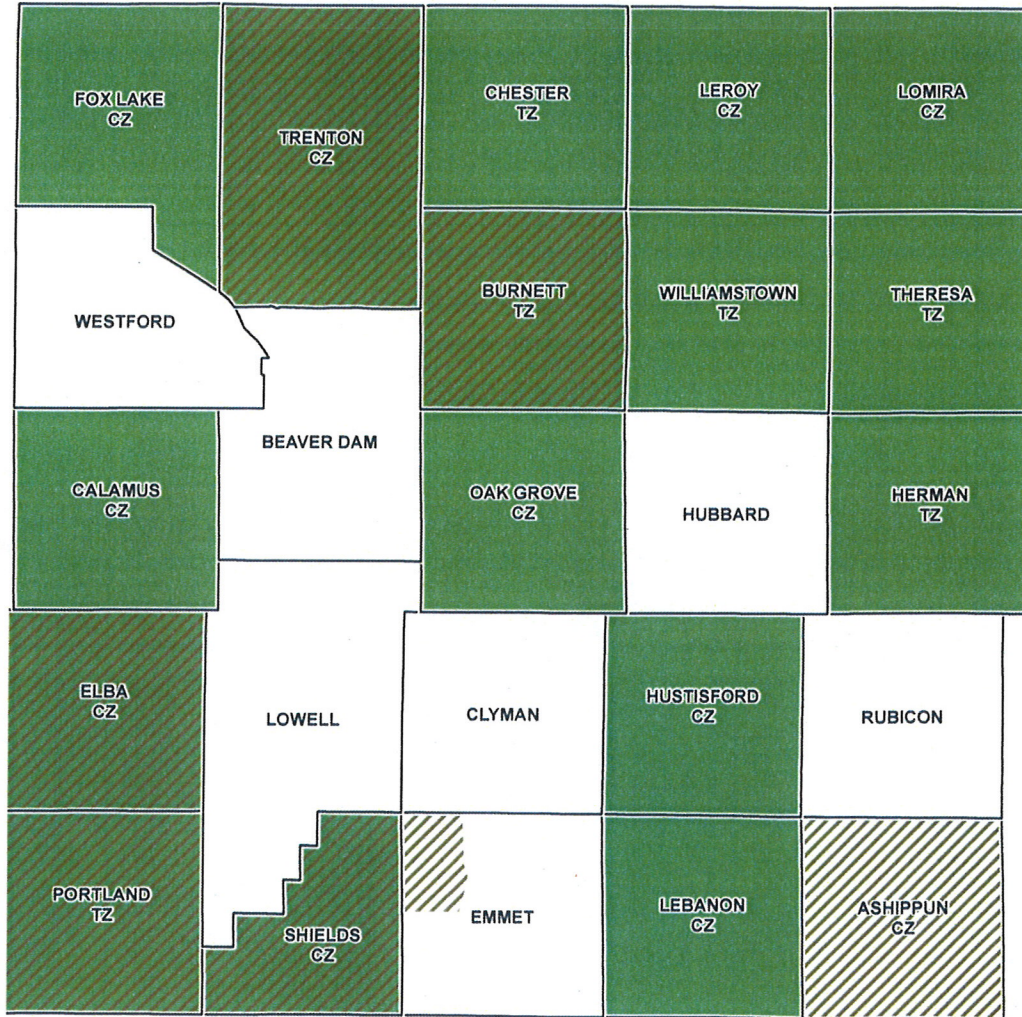 FOX LAKE
CZ
TRENTON
CZ
CHESTER
TZ
LEROY
CZ
LOMIRA
CZ
WESTFORD
BURNETT
TZ
WILLIAMSTOWN
TZ
THERESA
TZ
BEAVER DAM
CALAMUS
CZ
OAK GROVE
CZ
HUBBARD
HERMAN
TZ
ELBA
CZ
LOWELL
CLYMAN
HUSTISFORD
CZ
RUBICON
PORTLAND
TZ
SHIELDS
CZ
EMMET
LEBANON
CZ
ASHIPPUN
CZ